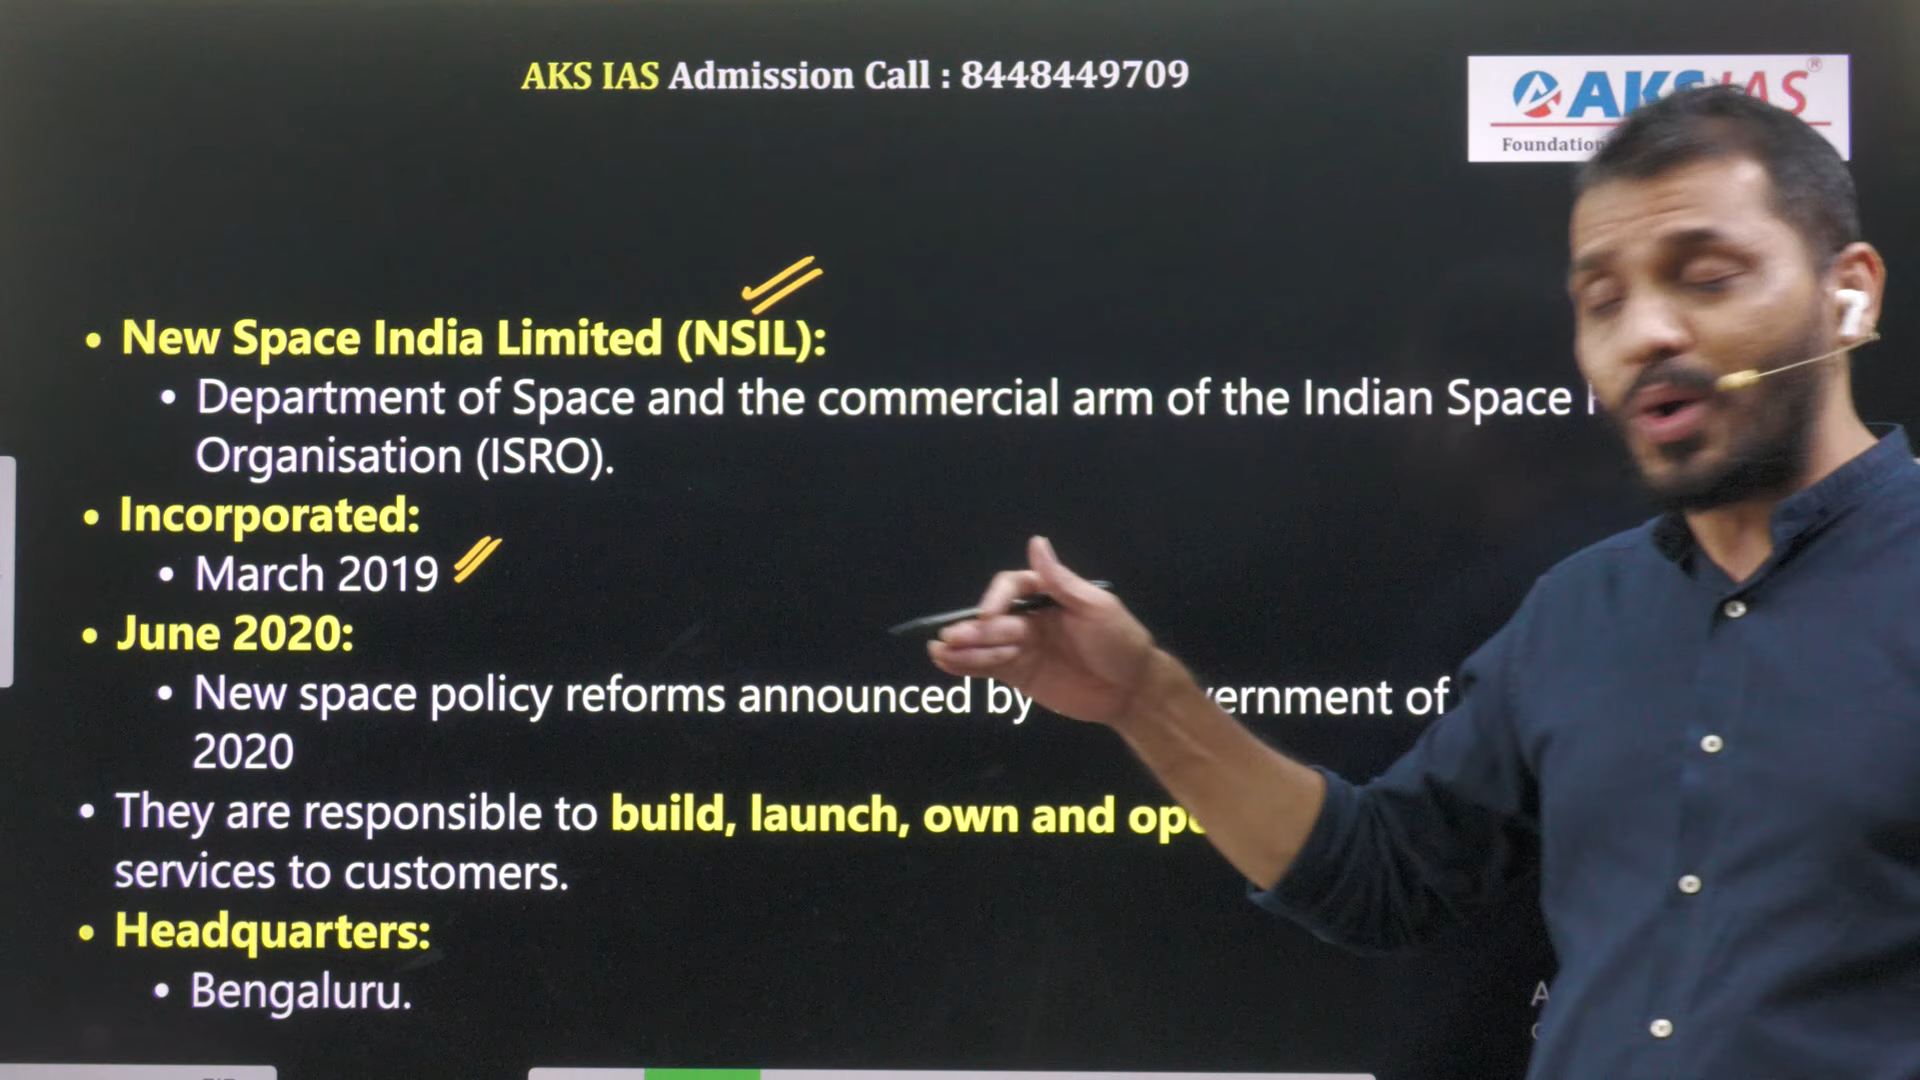 AKS IAS Admission Call : 8448449709
AKS IAS®
Foundation
• New Space India Limited (NSIL):
• Department of Space and the commercial arm of the Indian Space
Organisation (ISRO).
• Incorporated:
• March 2019
• June 2020:
• New space policy reforms announced by of
2020
• They are responsible to build, launch, own and
services to customers.
• Headquarters:
• Bengaluru.